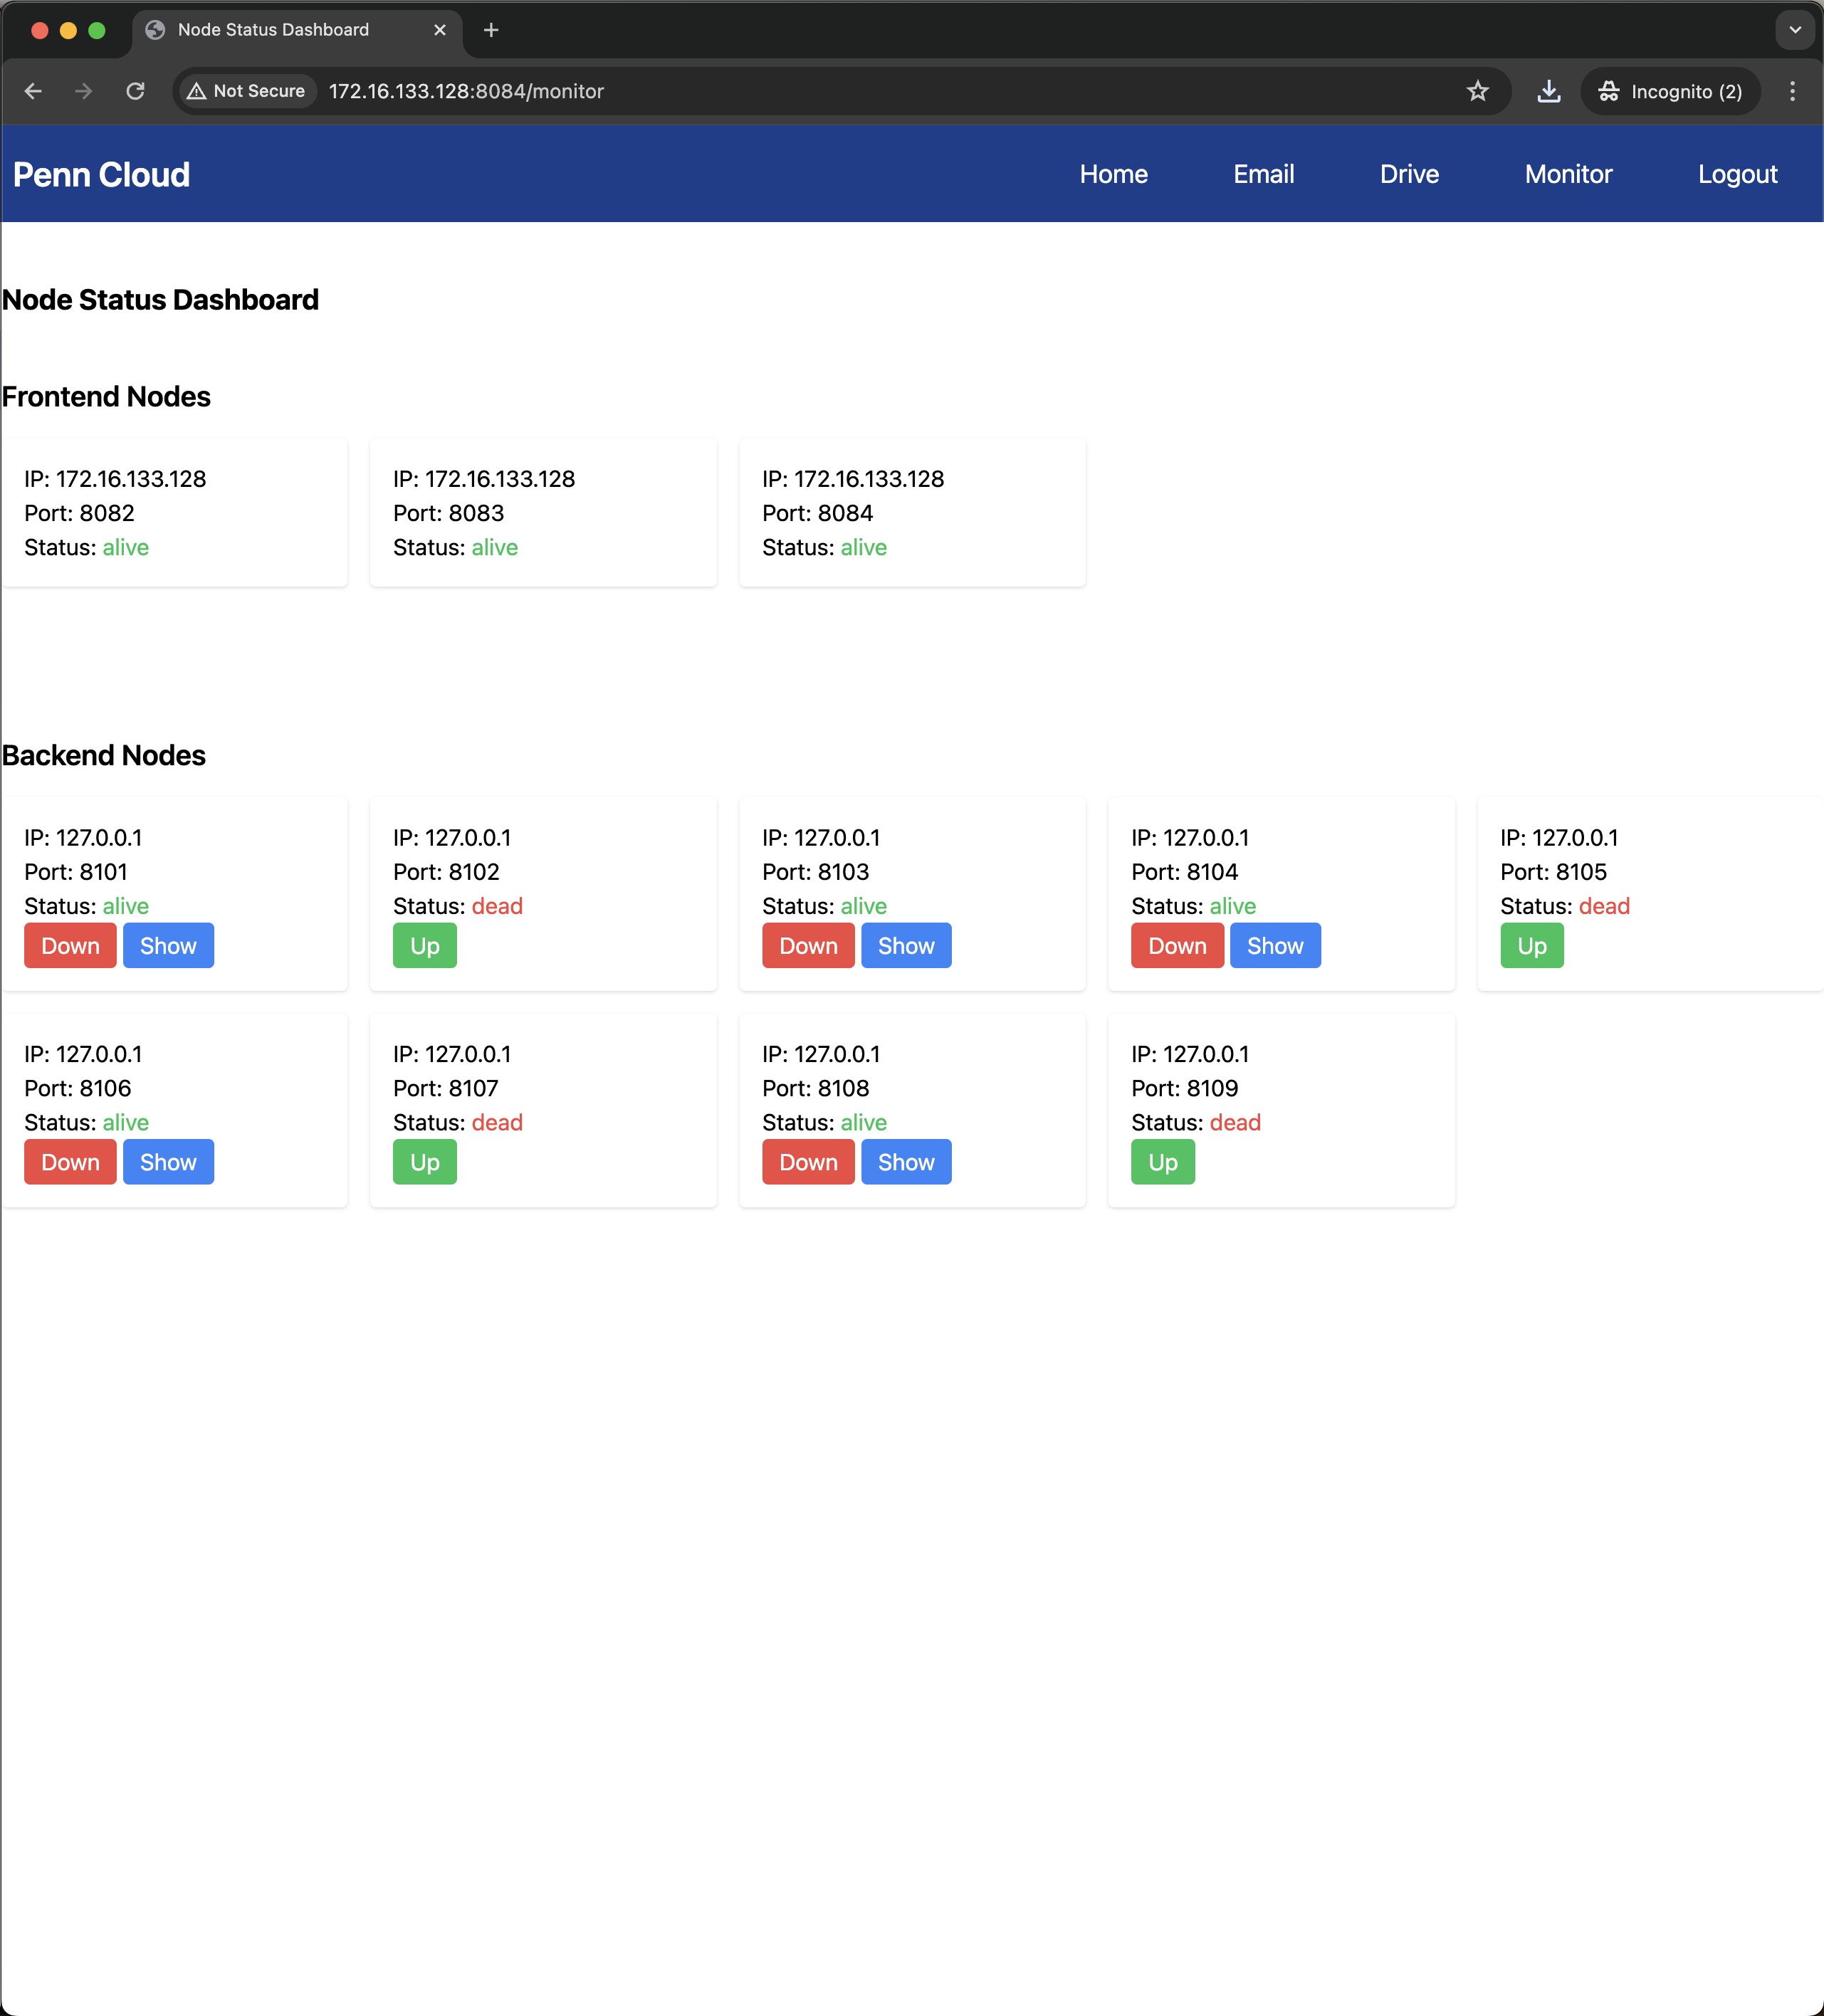 Node Status Dashboard
Not Secure 172.16.133.128:8084/monitor Incognito (2)
Penn Cloud Home Email Drive Monitor Logout
Node Status Dashboard
Frontend Nodes
IP: 172.16.133.128
Port: 8082
Status: alive
IP: 172.16.133.128
Port: 8083
Status: alive
IP: 172.16.133.128
Port: 8084
Status: alive
Backend Nodes
IP: 127.0.0.1
Port: 8101
Status: alive
Down Show
IP: 127.0.0.1
Port: 8102
Status: dead
Up
IP: 127.0.0.1
Port: 8103
Status: alive
Down Show
IP: 127.0.0.1
Port: 8104
Status: alive
Down Show
IP: 127.0.0.1
Port: 8105
Status: dead
Up
IP: 127.0.0.1
Port: 8106
Status: alive
Down Show
IP: 127.0.0.1
Port: 8107
Status: dead
Up
IP: 127.0.0.1
Port: 8108
Status: alive
Down Show
IP: 127.0.0.1
Port: 8109
Status: dead
Up